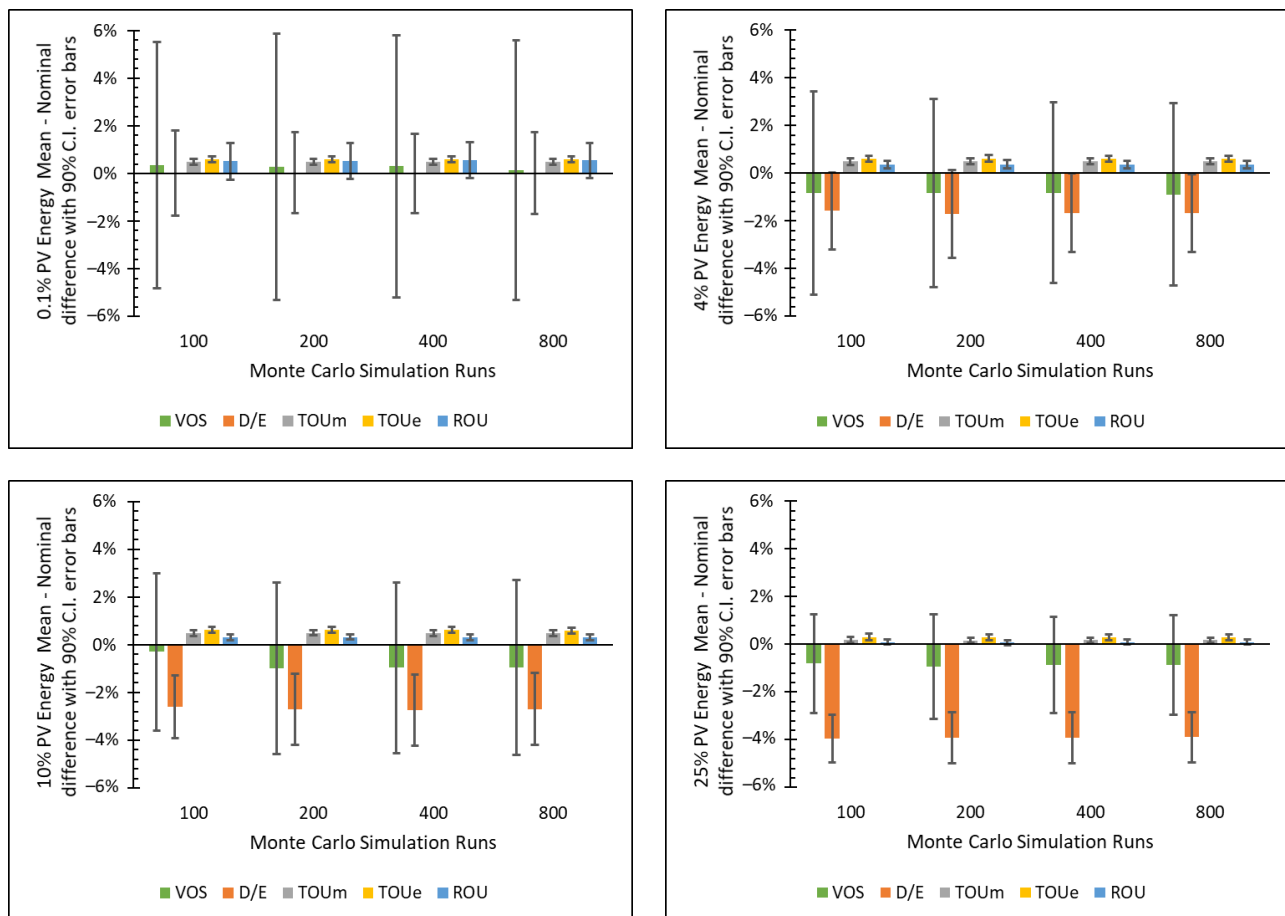 0.1% PV Energy Mean - Nominal
difference with 90% C.I. error bars
6%
4%
2%
0%
−2%
−4%
−6%
100 200 400 800
Monte Carlo Simulation Runs
VOS D/E TOUm TOUe ROU
4% PV Energy Mean - Nominal
difference with 90% C.I. error bars
6%
4%
2%
0%
−2%
−4%
−6%
100 200 400 800
Monte Carlo Simulation Runs
VOS D/E TOUm TOUe ROU
10% PV Energy Mean - Nominal
difference with 90% C.I. error bars
6%
4%
2%
0%
−2%
−4%
−6%
100 200 400 800
Monte Carlo Simulation Runs
VOS D/E TOUm TOUe ROU
25% PV Energy Mean - Nominal
difference with 90% C.I. error bars
6%
4%
2%
0%
−2%
−4%
−6%
100 200 400 800
Monte Carlo Simulation Runs
VOS D/E TOUm TOUe ROU